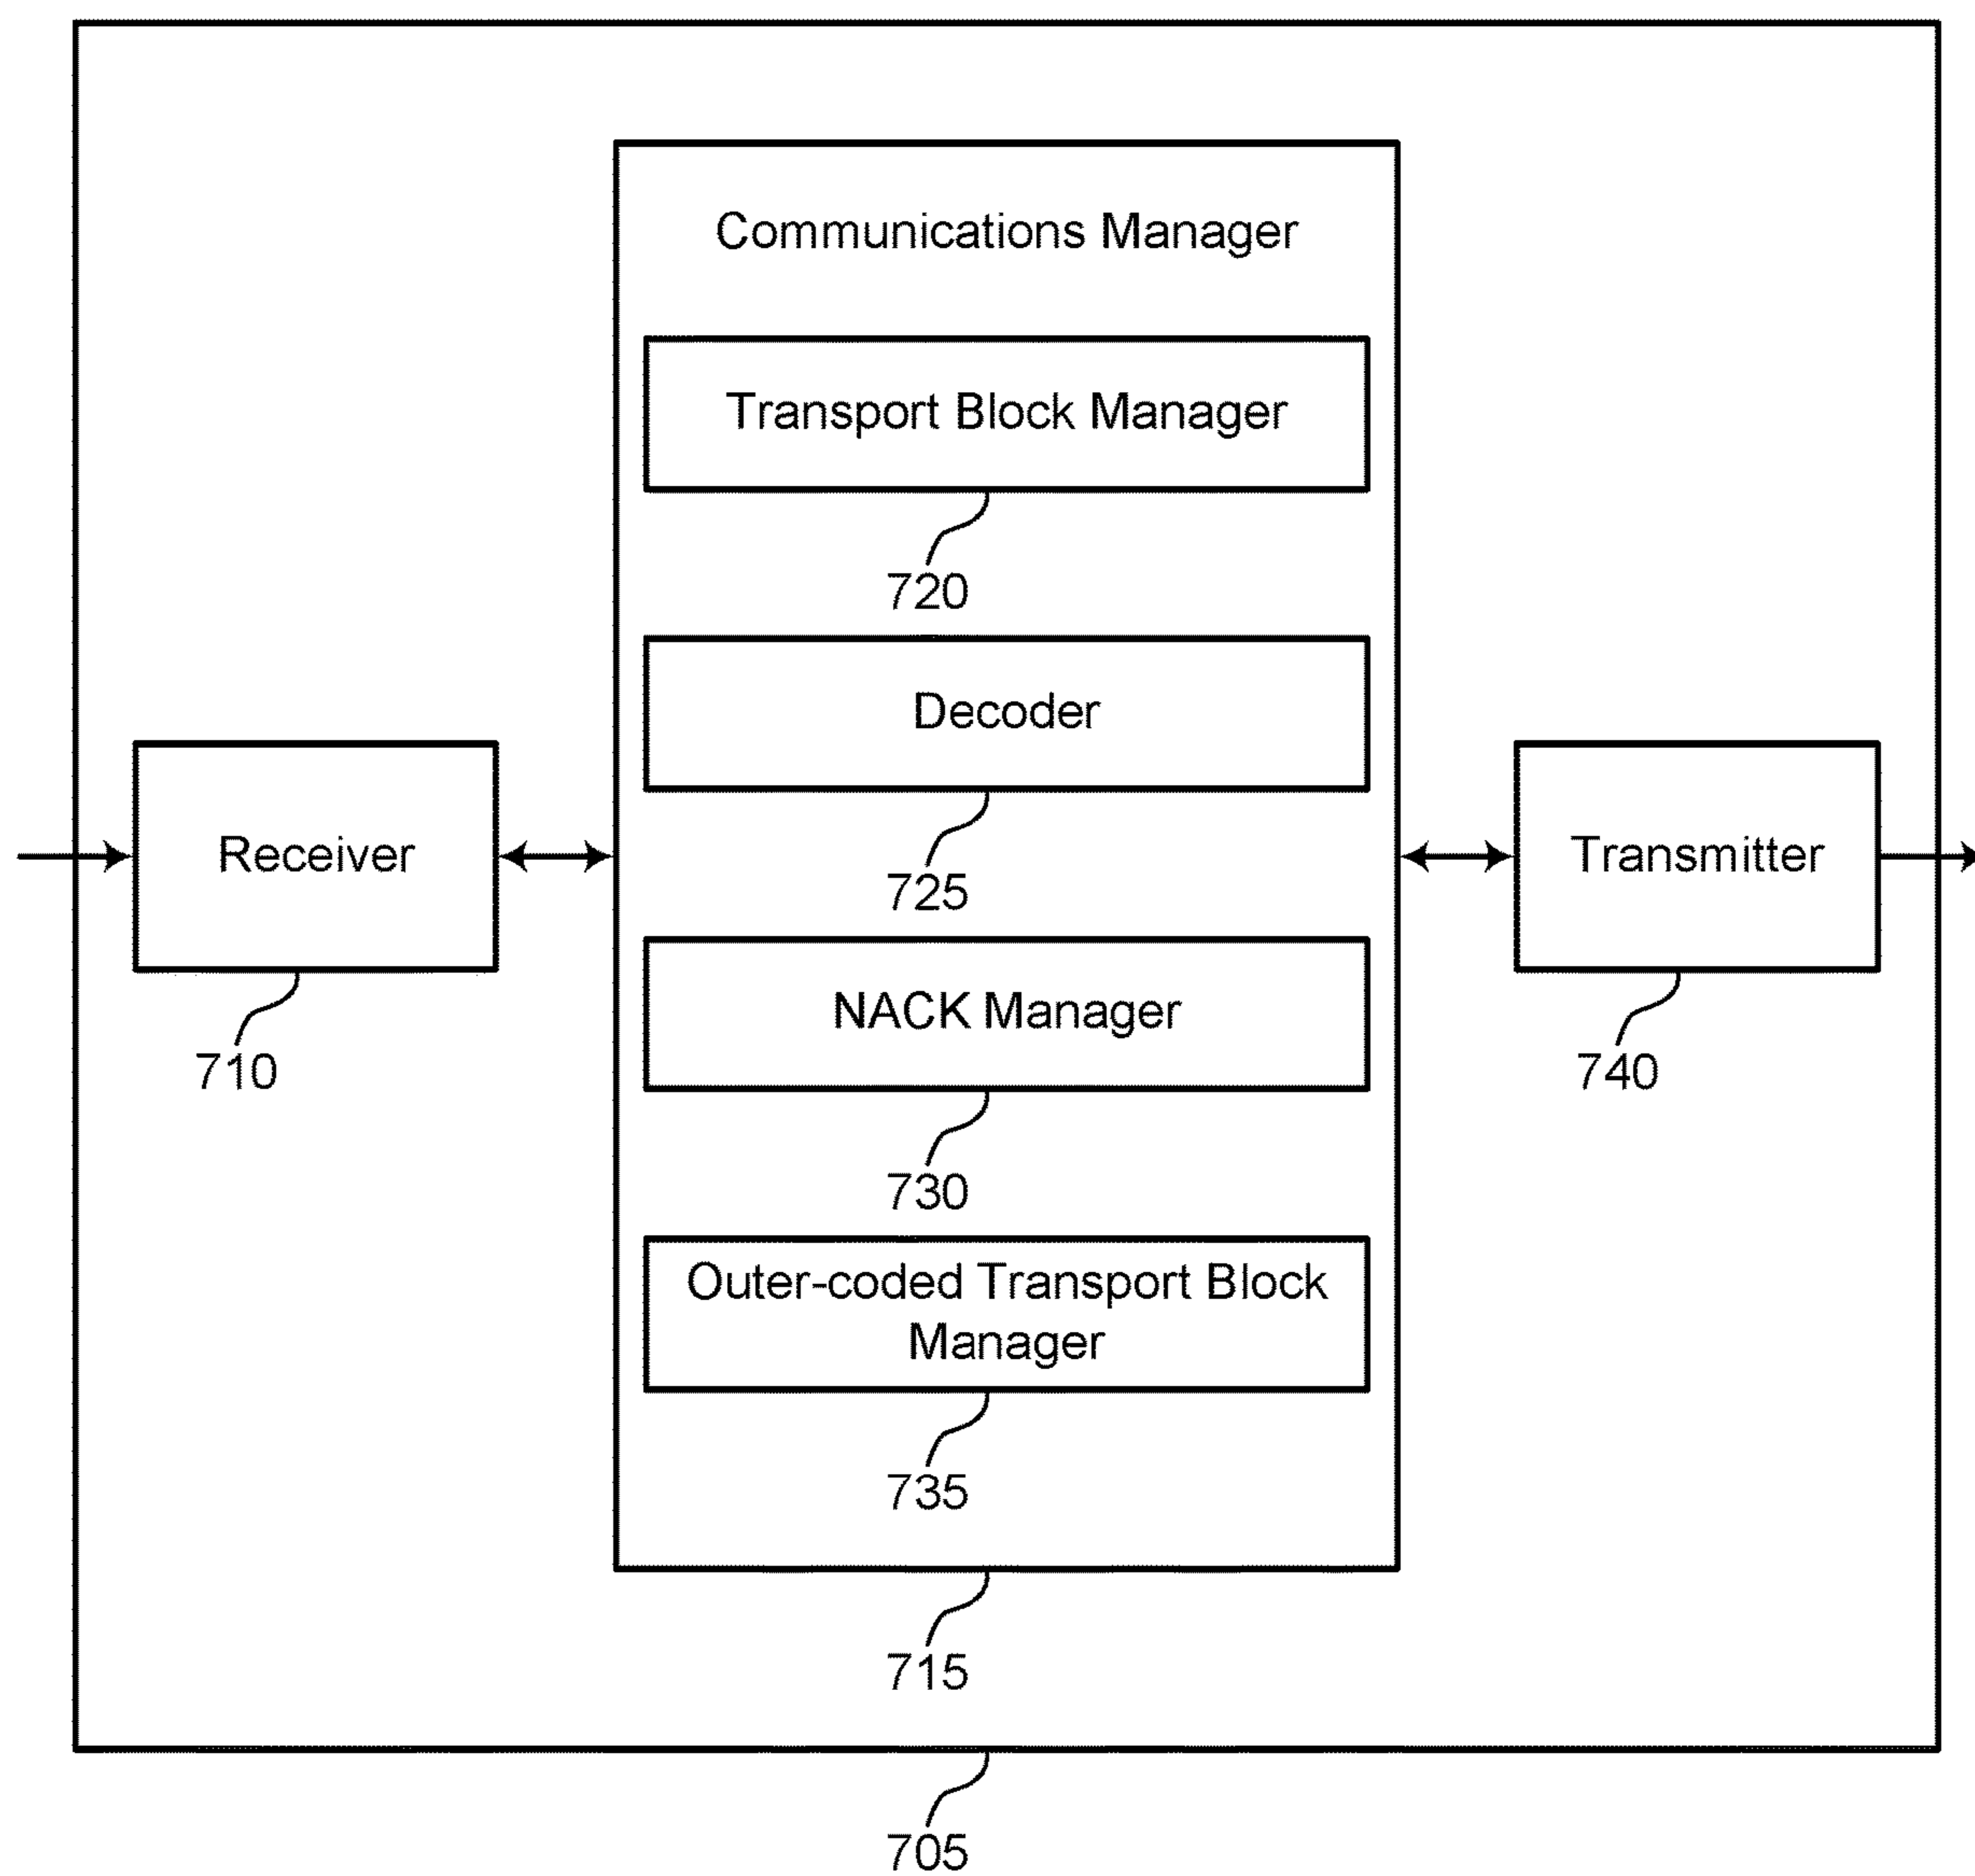 Communications Manager
Transport Block Manager
720
Decoder
725
Receiver
710
Transmitter
740
NACK Manager
730
Outer-coded Transport Block
Manager
735
715
705